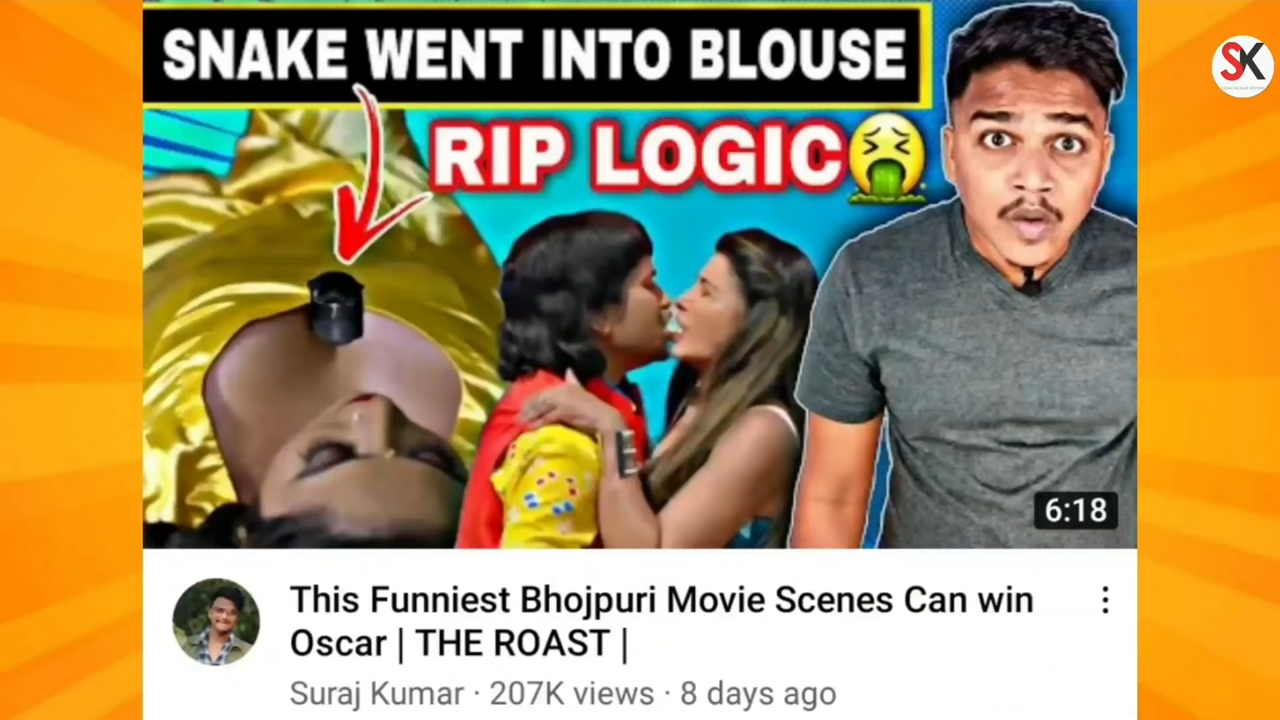 SNAKE WENT INTO BLOUSE
SK
RIP LOGIC
6:18
This Funniest Bhojpuri Movie Scenes Can win
Oscar | THE ROAST |
Suraj Kumar · 207K views · 8 days ago